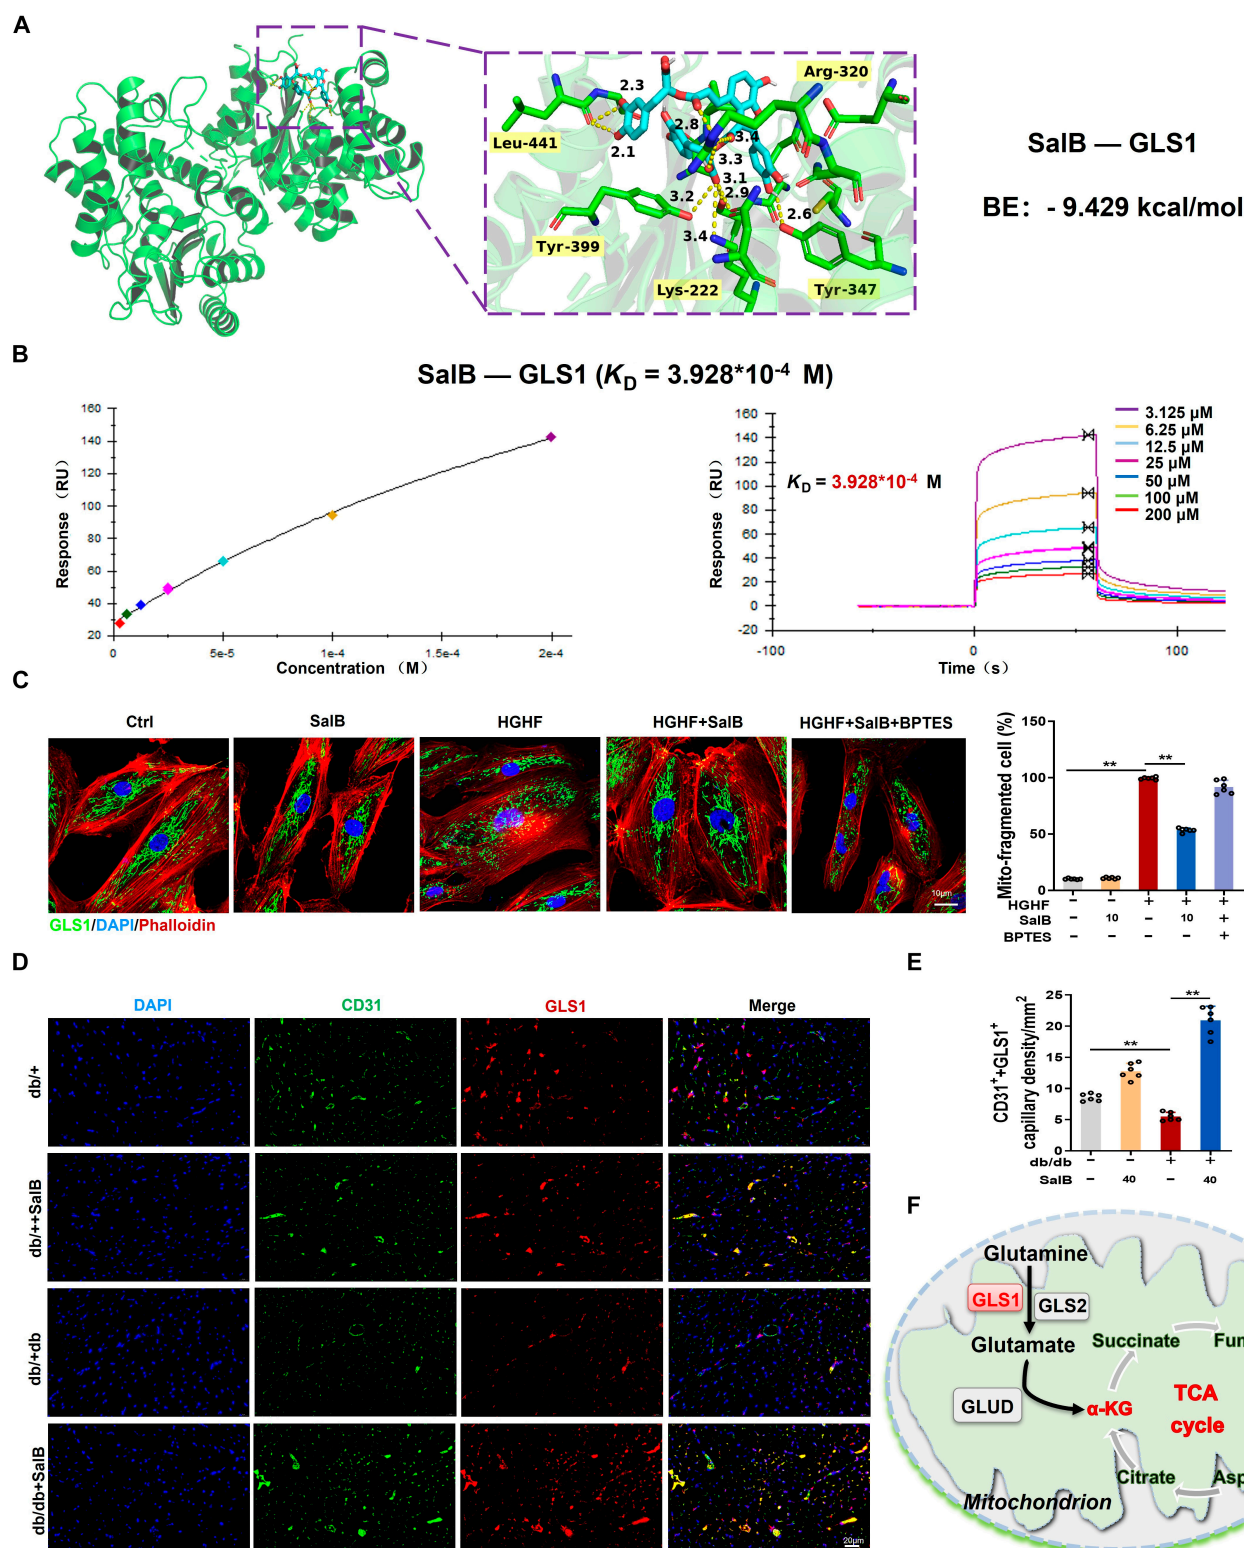 A
2.3
Arg-320
2.8
3.4
Leu-441
2.1
3.3
3.1
3.2
2.9
2.6
Tyr-399
3.4
Lys-222
Tyr-347
SalB — GLS1
BE: - 9.429 kcal/mol
B
SalB — GLS1 (KD = 3.928*10-4 M)
Response (RU)
160
140
120
100
80
60
40
20
0
5e-5
1e-4
1.5e-4
2e-4
Concentration (M)
Response (RU)
160
140
120
100
80
60
40
20
0
-20
-100
0
100
Time (s)
KD = 3.928*10-4 M
3.125 µM
6.25 µM
12.5 µM
25 µM
50 µM
100 µM
200 µM
C
Ctrl
SalB
HGHF
HGHF+SalB
HGHF+SalB+BPTES
10µm
GLS1/DAPI/Phalloidin
Mito-fragmented cell (%)
150
100
50
0
** **
HGHF - - + + +
SalB - 10 - 10 +
BPTES - - - - +
D
DAPI
CD31
GLS1
Merge
db/+
db/++SalB
db/+db
db/db+SalB
20µm
E
CD31++GLS1+
capillary density/mm2
25
20
15
10
5
0
** **
db/db - - + +
SalB - 40 - 40
F
Glutamine
GLS1
GLS2
Glutamate
Succinate
Fum
GLUD
α-KG
TCA
cycle
Citrate
Asp
Mitochondrion